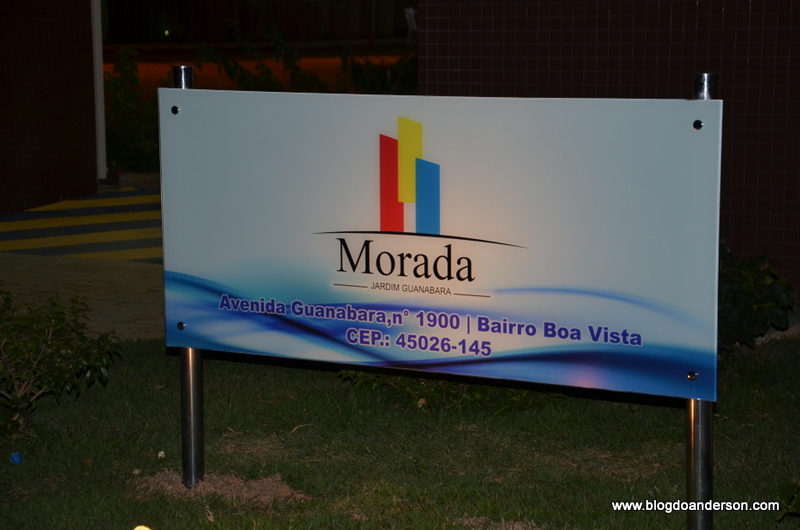 Morada
JARDIM GUANABARA
Avenida Guanabara,n° 1900 | Bairro Boa Vista
CEP.: 45026-145
www.blogdoanderson.com